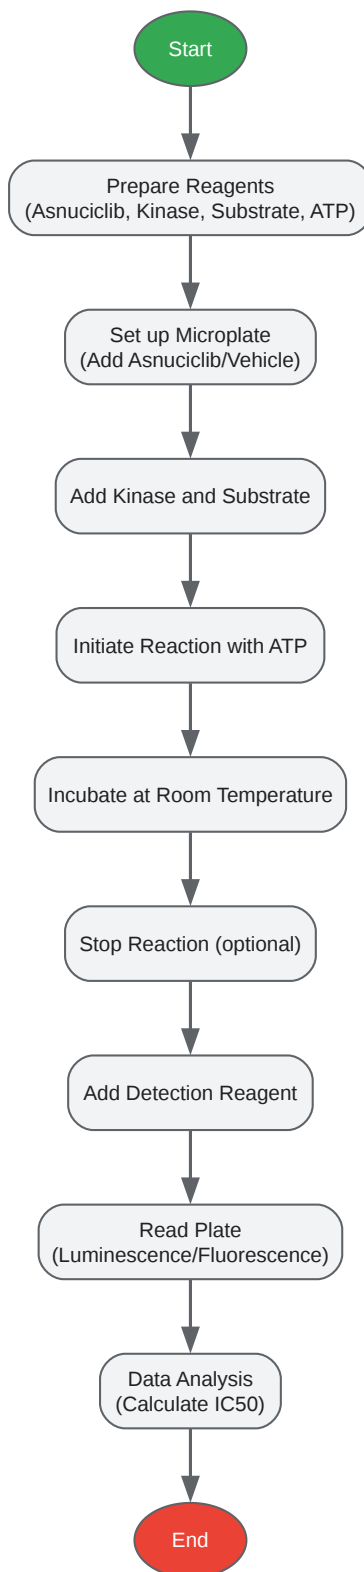 Start
Prepare Reagents
(Asnuciclib, Kinase, Substrate, ATP)
Set up Microplate
(Add Asnuciclib/Vehicle)
Add Kinase and Substrate
Initiate Reaction with ATP
Incubate at Room Temperature
Stop Reaction (optional)
Add Detection Reagent
Read Plate
(Luminescence/Fluorescence)
Data Analysis
(Calculate IC50)
End